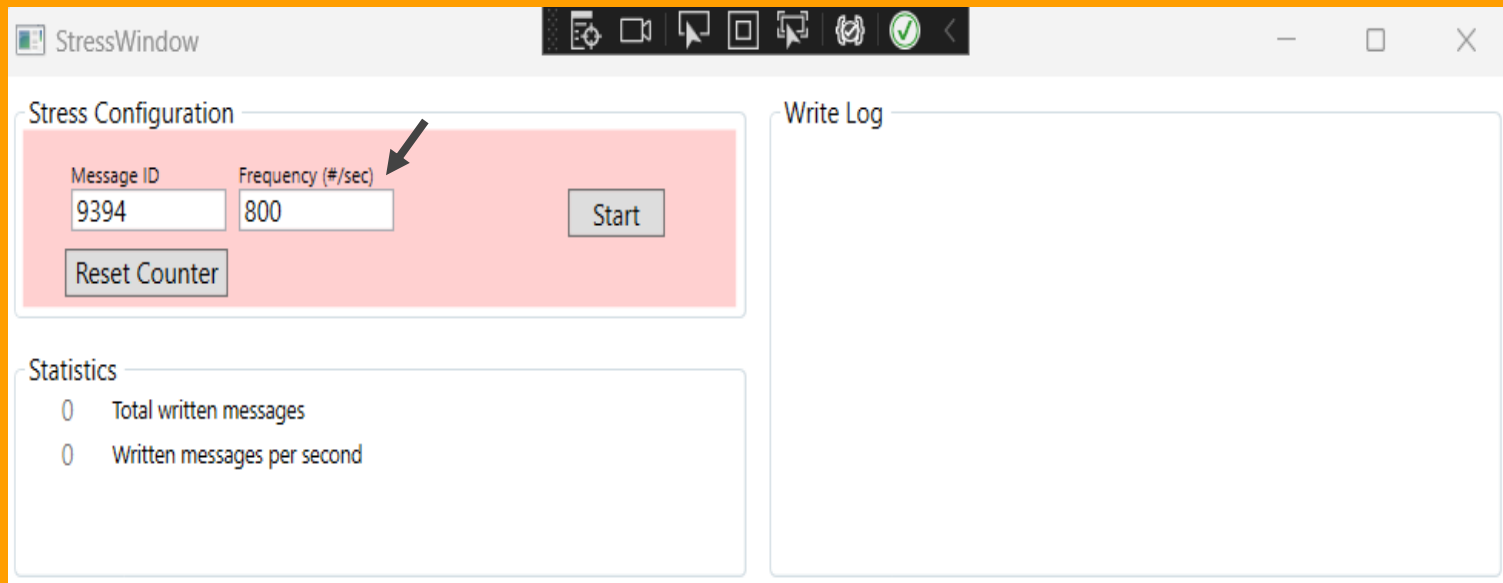 StressWindow
Stress Configuration
Message ID
Frequency (#/sec)
9394
800
Start
Reset Counter
Statistics
0 Total written messages
0 Written messages per second
Write Log